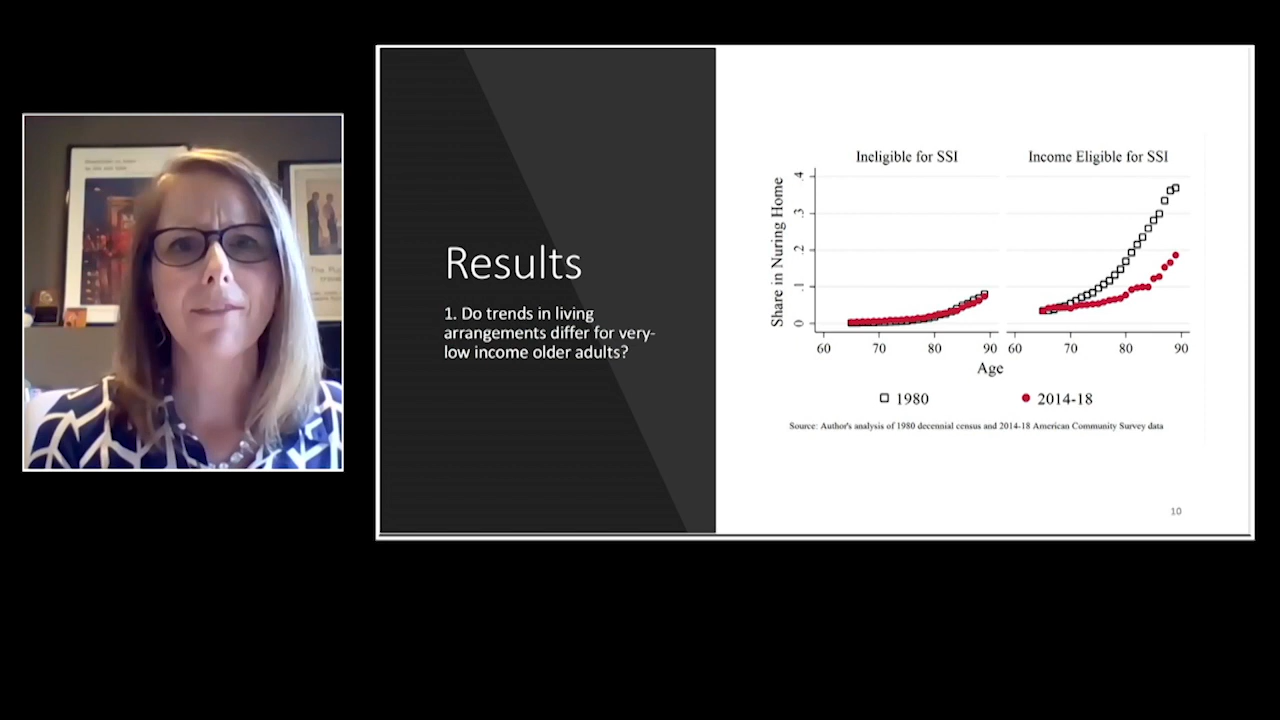 Results
1. Do trends in living
arrangements differ for very-
low income older adults?
Ineligible for SSI
Income Eligible for SSI
Share in Nuring Home
.4
.3
.2
.1
0
60 70 80 90 60 70 80 90
Age
1980
2014-18
Source: Author's analysis of 1980 decennial census and 2014-18 American Community Survey data
10